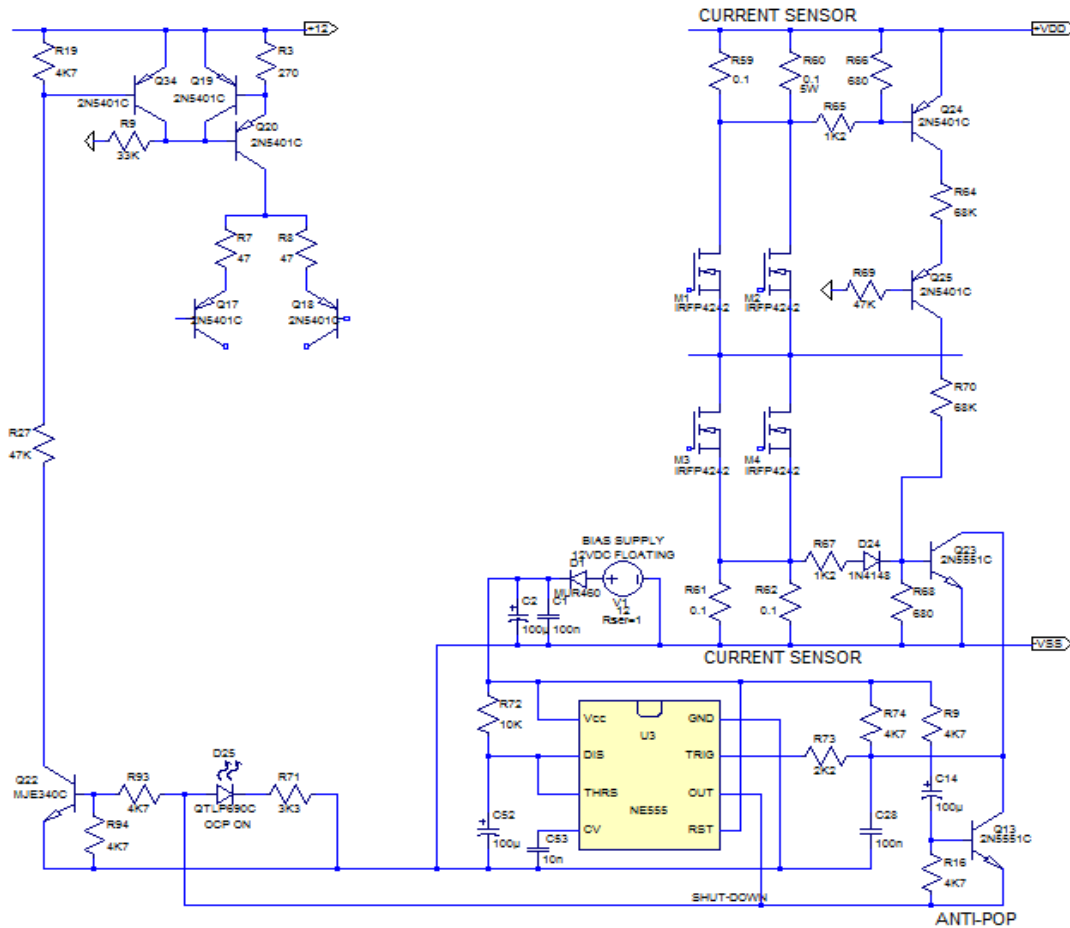 CURRENT SENSOR
+12
+VDD
R19
4K7
Q34
2N5401C
Q19
2N5401C
R3
270
R59
0.1
R60
0.1
5W
R66
680
R65
1K2
Q24
2N5401C
R9
33K
Q20
2N5401C
R64
68K
R7
47
R8
47
Q17
2N5401C
Q18
2N5401C
M1
IRFP4242
M2
IRFP4242
R69
47K
Q25
2N5401C
R70
68K
R27
47K
M3
IRFP4242
M4
IRFP4242
BIAS SUPPLY
12VDC FLOATING
D1
MUR460
V1
12
Rser=1
C2
100µ
C1
100n
R67
1K2
D24
1N4148
Q23
2N5551C
R61
0.1
R62
0.1
R68
680
-VSS
CURRENT SENSOR
R72
10K
Vcc
GND
U3
DIS
TRIG
THRS
OUT
NE555
CV
RST
R73
2K2
R74
4K7
R9
4K7
Q22
MJE340C
R93
4K7
D25
QTLP690C
OCP ON
R71
3K3
R94
4K7
C52
100µ
C53
10n
C28
100n
C14
100µ
Q13
2N5551C
R16
4K7
SHUT-DOWN
ANTI-POP